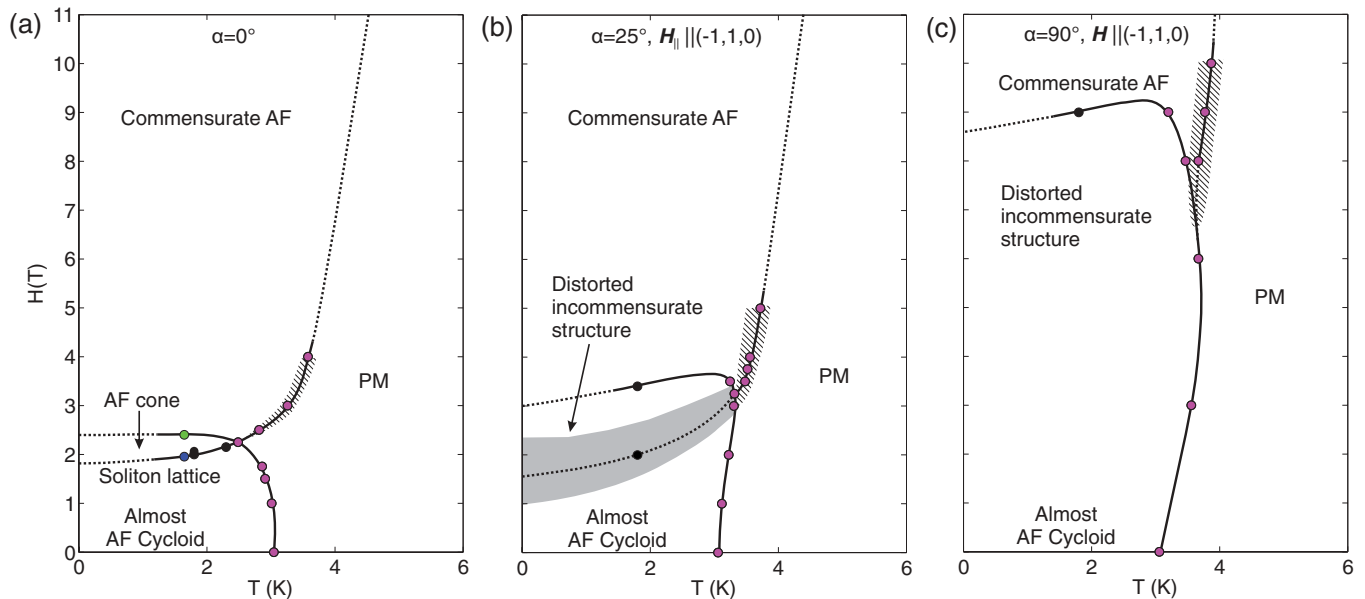 (a)
α=0°
Commensurate AF
PM
AF cone
Soliton lattice
Almost
AF Cycloid
H(T)
11
10
9
8
7
6
5
4
3
2
1
0
0 2 4 6
T (K)
(b)
α=25°, H|| ||(-1,1,0)
Commensurate AF
Distorted
incommensurate
structure
PM
Almost
AF Cycloid
0 2 4 6
T (K)
(c)
α=90°, H ||(-1,1,0)
Commensurate AF
Distorted
incommensurate
structure
PM
Almost
AF Cycloid
0 2 4 6
T (K)